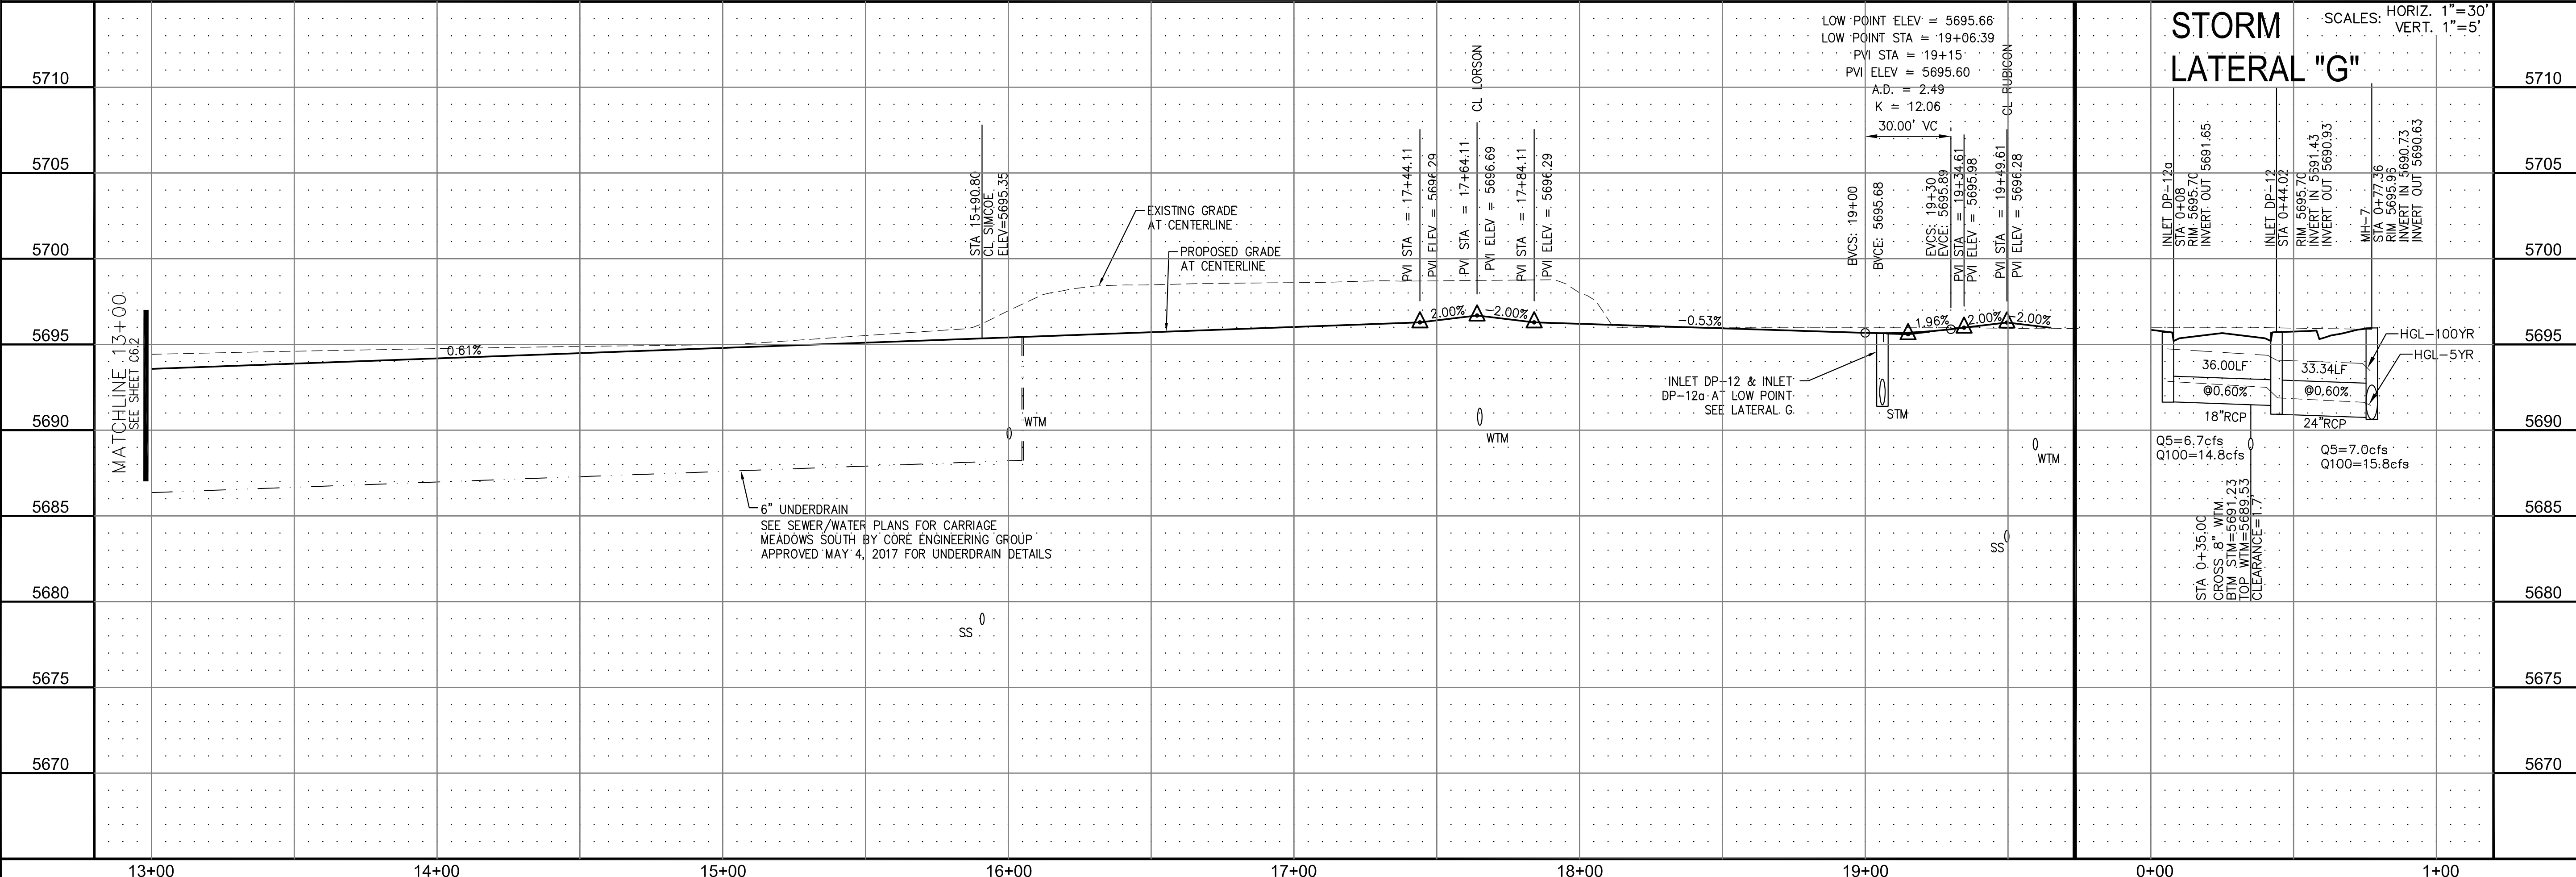 5710
5705
5700
5695
5690
5685
5680
5675
5670
MATCHLINE 13+00
SEE SHEET C6.2
0.61%
STA 15+90.80
CL SIMCOE
ELEV=5695.35
EXISTING GRADE
AT CENTERLINE
PROPOSED GRADE
AT CENTERLINE
WTM
6" UNDERDRAIN
SEE SEWER/WATER PLANS FOR CARRIAGE
MEADOWS SOUTH BY CORE ENGINEERING GROUP
APPROVED MAY 4, 2017 FOR UNDERDRAIN DETAILS
SS
PVI STA = 17+44.11
PVI ELEV = 5696.29
CL LORSON
PVI STA = 17+64.11
PVI ELEV = 5696.69
PVI STA = 17+84.11
PVI ELEV = 5696.29
2.00%
-2.00%
WTM
-0.53%
LOW POINT ELEV = 5695.66
LOW POINT STA = 19+06.39
PVI STA = 19+15
PVI ELEV = 5695.60
A.D. = 2.49
K = 12.06
30.00' VC
BVCS: 19+00
BVCE: 5695.68
EVCS: 19+30
EVCE: 5695.89
PVI STA = 19+34.61
PVI ELEV = 5695.98
CL RUBICON
PVI STA = 19+49.61
PVI ELEV = 5696.28
1.96%
2.00%
-2.00%
INLET DP-12 & INLET
DP-12a AT LOW POINT
SEE LATERAL G
STM
WTM
SS
STORM
LATERAL "G"
SCALES: HORIZ. 1"=30'
VERT. 1"=5'
INLET DP-12a
STA 0+08
RIM 5695.70
INVERT OUT 5691.65
INLET DP-12
STA 0+44.02
RIM 5695.70
INVERT IN 5691.43
INVERT OUT 5690.93
MH-7
STA 0+77.36
RIM 5695.96
INVERT IN 5690.73
INVERT OUT 5690.63
HGL-100YR
HGL-5YR
36.00LF
@0.60%
18"RCP
33.34LF
@0.60%
24"RCP
Q5=6.7cfs
Q100=14.8cfs
Q5=7.0cfs
Q100=15.8cfs
STA 0+35.00
CROSS 8" WTM
BTM STM=5691.23
TOP WTM=5689.53
CLEARANCE=1.7'
5710
5705
5700
5695
5690
5685
5680
5675
5670
13+00
14+00
15+00
16+00
17+00
18+00
19+00
0+00
1+00